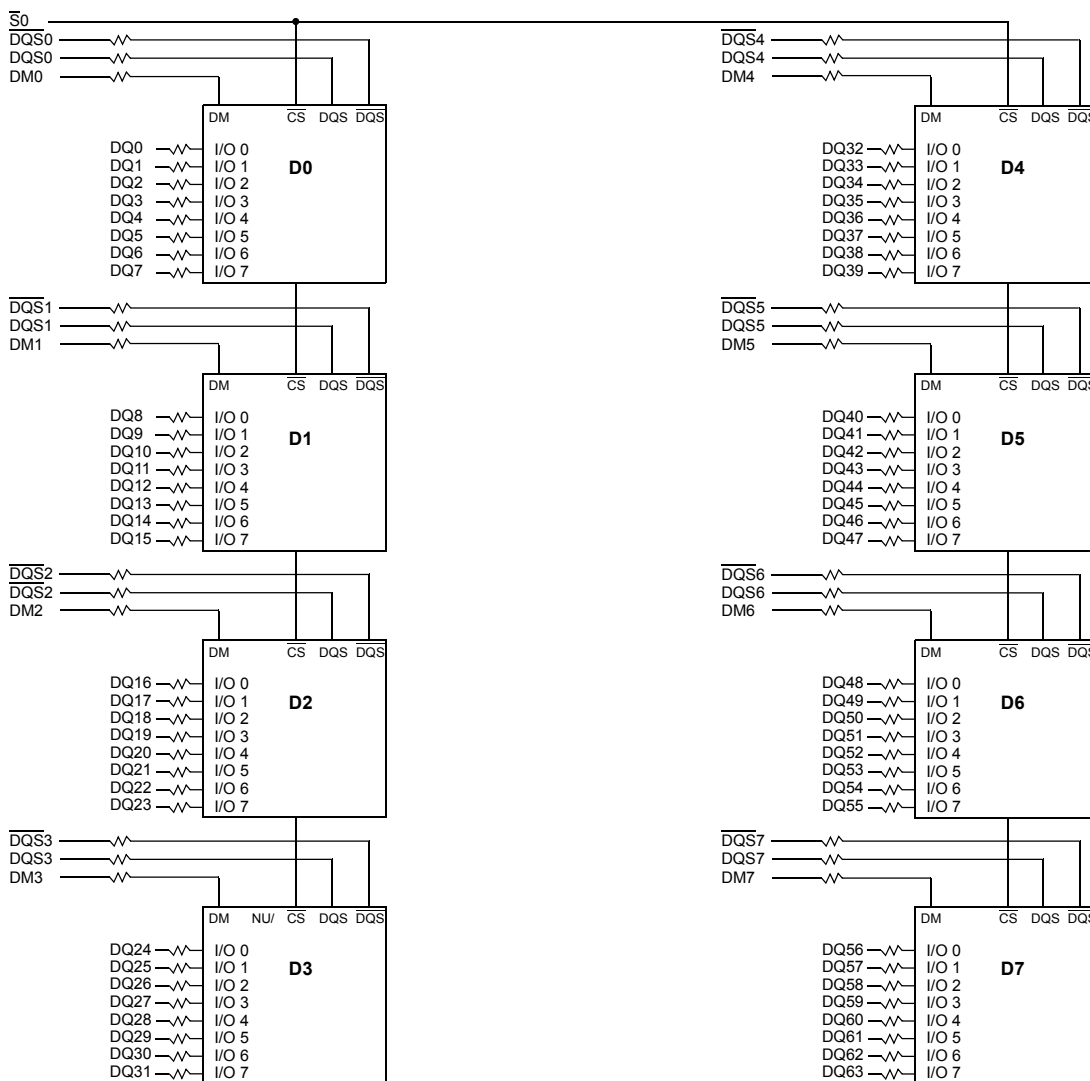 S0
DQS0
DQS0
DM0
DM CS DQS DQS
D0
DQ0 I/O 0
DQ1 I/O 1
DQ2 I/O 2
DQ3 I/O 3
DQ4 I/O 4
DQ5 I/O 5
DQ6 I/O 6
DQ7 I/O 7
DQS1
DQS1
DM1
DM CS DQS DQS
D1
DQ8 I/O 0
DQ9 I/O 1
DQ10 I/O 2
DQ11 I/O 3
DQ12 I/O 4
DQ13 I/O 5
DQ14 I/O 6
DQ15 I/O 7
DQS2
DQS2
DM2
DM CS DQS DQS
D2
DQ16 I/O 0
DQ17 I/O 1
DQ18 I/O 2
DQ19 I/O 3
DQ20 I/O 4
DQ21 I/O 5
DQ22 I/O 6
DQ23 I/O 7
DQS3
DQS3
DM3
DM NU/ CS DQS DQS
D3
DQ24 I/O 0
DQ25 I/O 1
DQ26 I/O 2
DQ27 I/O 3
DQ28 I/O 4
DQ29 I/O 5
DQ30 I/O 6
DQ31 I/O 7
DQS4
DQS4
DM4
DM CS DQS DQS
D4
DQ32 I/O 0
DQ33 I/O 1
DQ34 I/O 2
DQ35 I/O 3
DQ36 I/O 4
DQ37 I/O 5
DQ38 I/O 6
DQ39 I/O 7
DQS5
DQS5
DM5
DM CS DQS DQS
D5
DQ40 I/O 0
DQ41 I/O 1
DQ42 I/O 2
DQ43 I/O 3
DQ44 I/O 4
DQ45 I/O 5
DQ46 I/O 6
DQ47 I/O 7
DQS6
DQS6
DM6
DM CS DQS DQS
D6
DQ48 I/O 0
DQ49 I/O 1
DQ50 I/O 2
DQ51 I/O 3
DQ52 I/O 4
DQ53 I/O 5
DQ54 I/O 6
DQ55 I/O 7
DQS7
DQS7
DM7
DM CS DQS DQS
D7
DQ56 I/O 0
DQ57 I/O 1
DQ58 I/O 2
DQ59 I/O 3
DQ60 I/O 4
DQ61 I/O 5
DQ62 I/O 6
DQ63 I/O 7